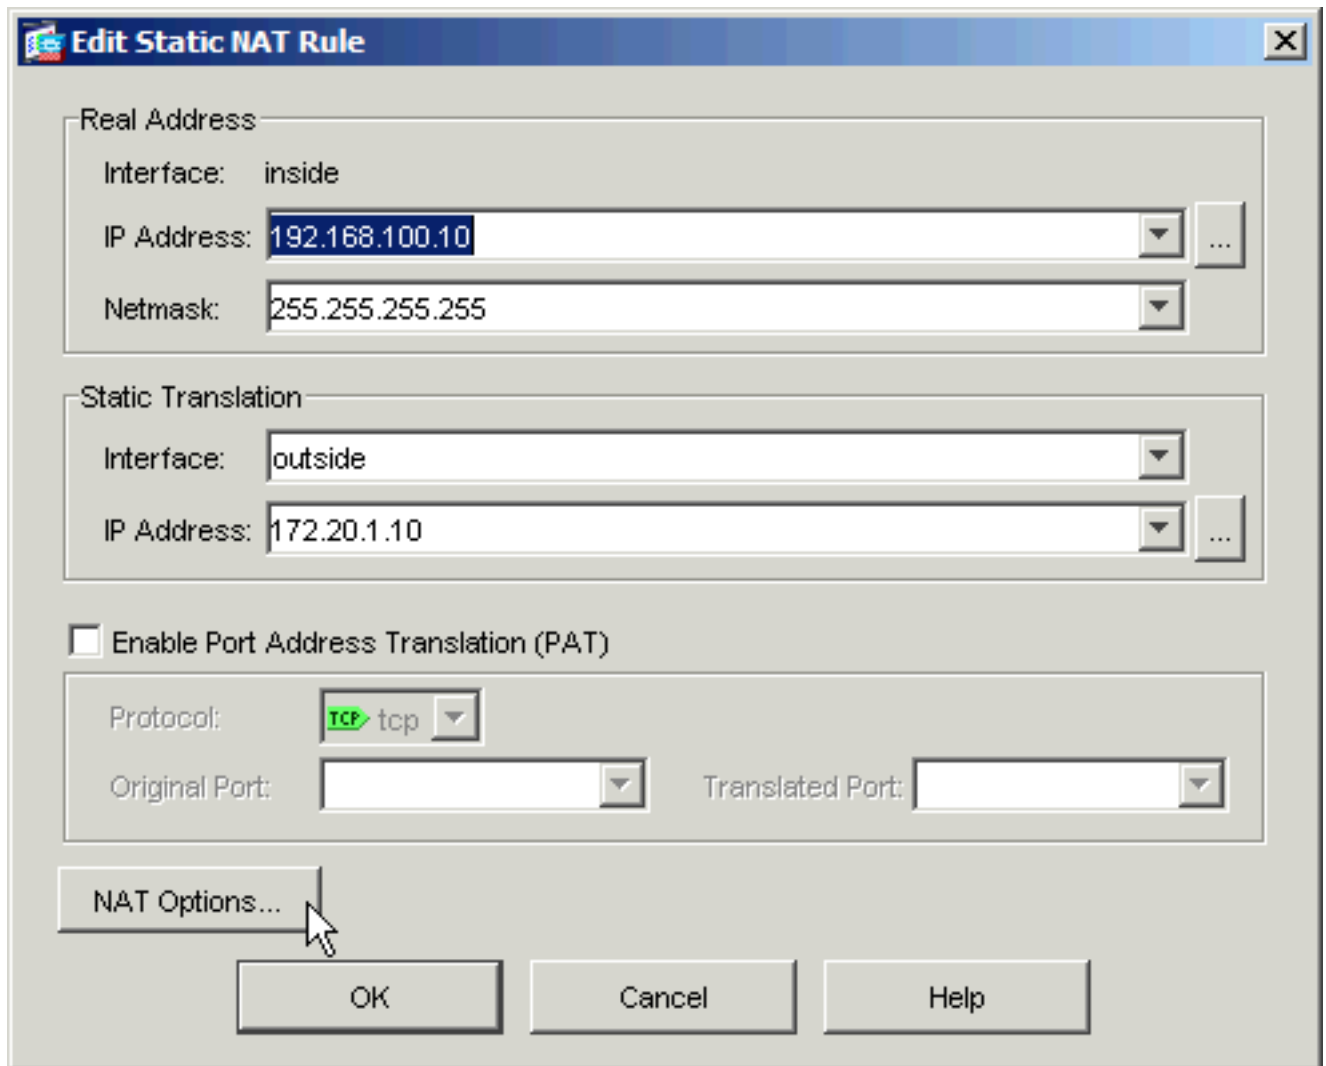 Edit Static NAT Rule
Real Address
Interface: inside
IP Address: 192.168.100.10 ...
Netmask: 255.255.255.255
Static Translation
Interface: outside
IP Address: 172.20.1.10 ...
Enable Port Address Translation (PAT)
Protocol: TCP tcp
Original Port: Translated Port:
NAT Options...
OK Cancel Help